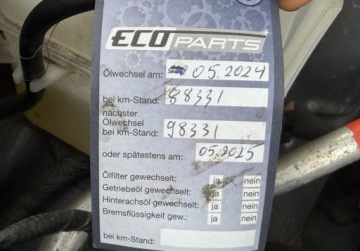 ECO PARTS
Ölwechsel am: 05.2024
bei km-Stand: 88331
nächster
Ölwechsel
bei km-Stand: 98331
oder spätestens am: 05.2025
Ölfilter gewechselt: ja nein
Getriebeöl gewechselt: ja nein
Hinterachsöl gewechselt: ja nein
Bremsflüssigkeit gew.: ja nein
bei km-Stand: